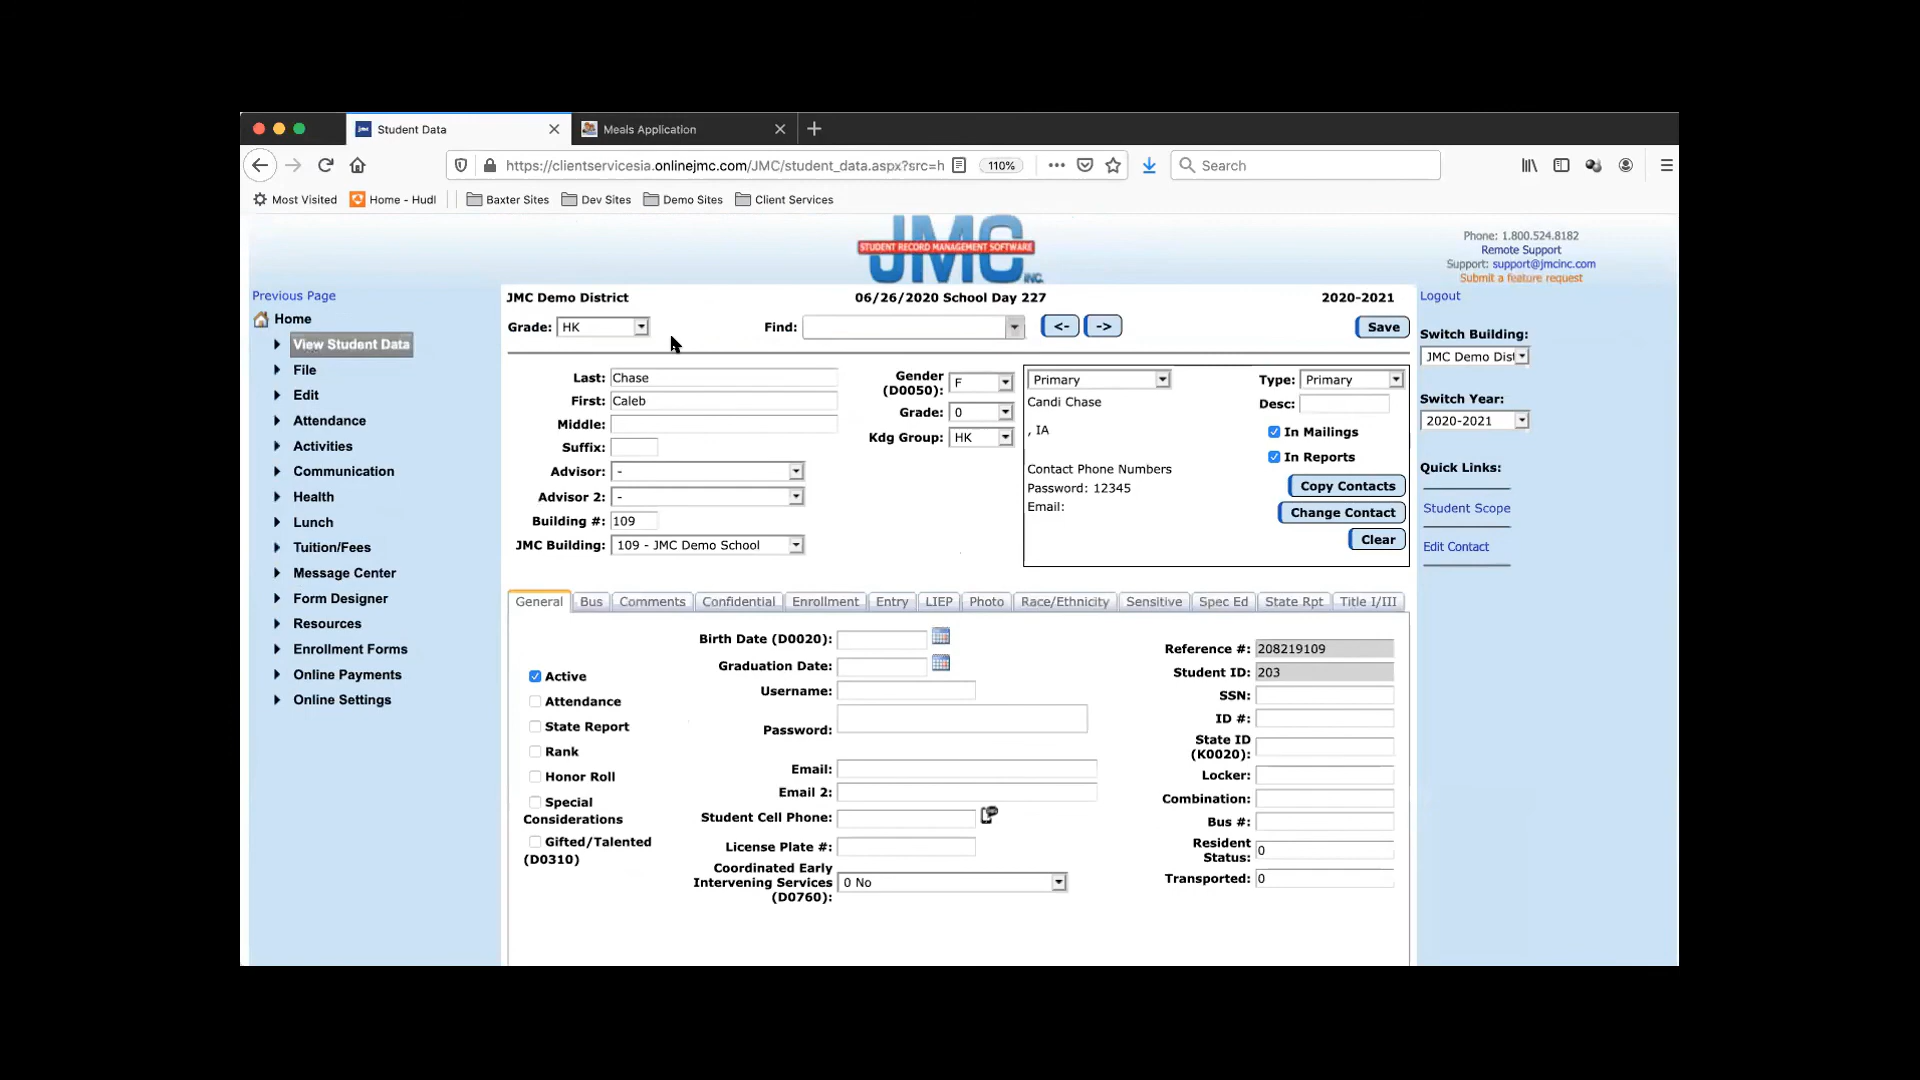 Student Data
Meals Application
https://clientservicesia.onlinejmc.com/JMC/student_data.aspx?src=h
110%
Search
Most Visited
Home - Hudl
Baxter Sites
Dev Sites
Demo Sites
Client Services
JMC
STUDENT RECORD MANAGEMENT SOFTWARE
INC.
Phone: 1.800.524.8182
Remote Support
Support: support@jmcinc.com
Submit a feature request
Previous Page
Home
View Student Data
File
Edit
Attendance
Activities
Communication
Health
Lunch
Tuition/Fees
Message Center
Form Designer
Resources
Enrollment Forms
Online Payments
Online Settings
JMC Demo District
06/26/2020 School Day 227
2020-2021
Grade: HK
Find:
<-
->
Save
Last: Chase
First: Caleb
Middle:
Suffix:
Advisor: -
Advisor 2: -
Building #: 109
JMC Building: 109 - JMC Demo School
Gender
(D0050): F
Grade: 0
Kdg Group: HK
Primary
Candi Chase
, IA
Contact Phone Numbers
Password: 12345
Email:
Type: Primary
Desc:
In Mailings
In Reports
Copy Contacts
Change Contact
Clear
General
Bus
Comments
Confidential
Enrollment
Entry
LIEP
Photo
Race/Ethnicity
Sensitive
Spec Ed
State Rpt
Title I/III
Active
Attendance
State Report
Rank
Honor Roll
Special
Considerations
Gifted/Talented
(D0310)
Birth Date (D0020):
Graduation Date:
Username:
Password:
Email:
Email 2:
Student Cell Phone:
License Plate #:
Coordinated Early
Intervening Services
(D0760):
0 No
Reference #: 208219109
Student ID: 203
SSN:
ID #:
State ID
(K0020):
Locker:
Combination:
Bus #:
Resident
Status: 0
Transported: 0
Logout
Switch Building:
JMC Demo Dist
Switch Year:
2020-2021
Quick Links:
Student Scope
Edit Contact